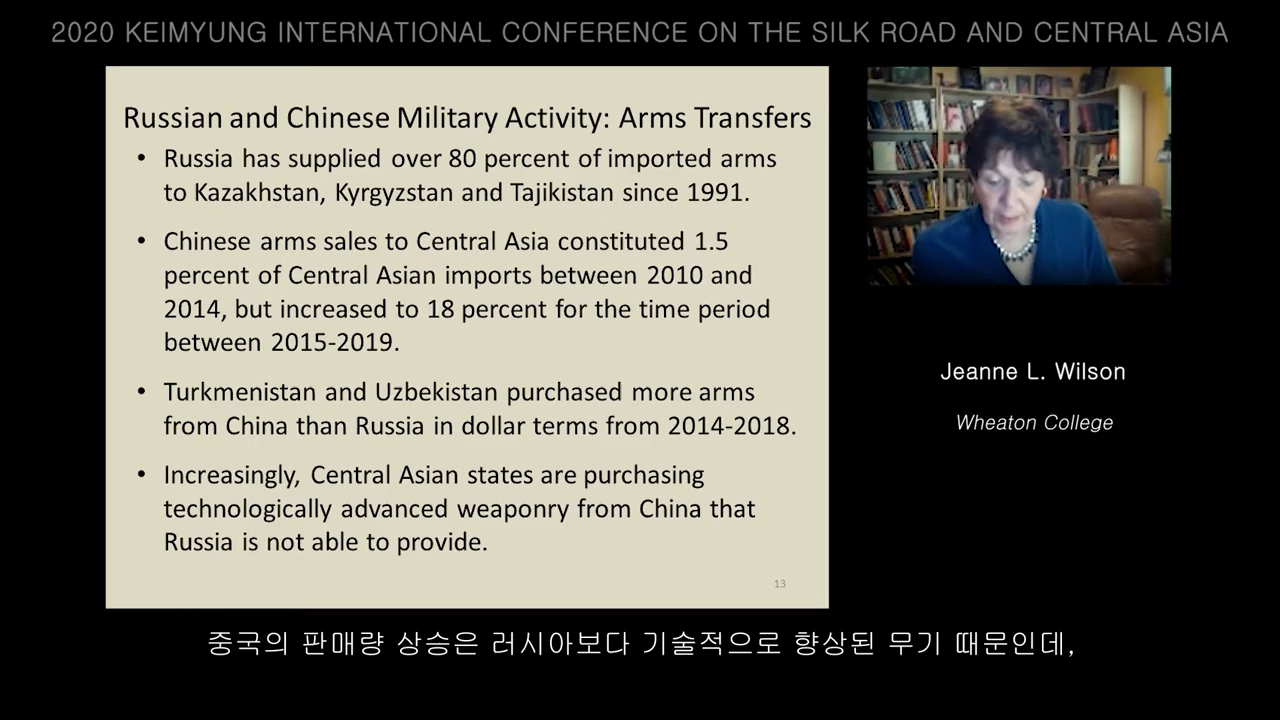 2020 KEIMYUNG INTERNATIONAL CONFERENCE ON THE SILK ROAD AND CENTRAL ASIA
Russian and Chinese Military Activity: Arms Transfers
• Russia has supplied over 80 percent of imported arms
to Kazakhstan, Kyrgyzstan and Tajikistan since 1991.
• Chinese arms sales to Central Asia constituted 1.5
percent of Central Asian imports between 2010 and
2014, but increased to 18 percent for the time period
between 2015-2019.
• Turkmenistan and Uzbekistan purchased more arms
from China than Russia in dollar terms from 2014-2018.
• Increasingly, Central Asian states are purchasing
technologically advanced weaponry from China that
Russia is not able to provide.
13
Jeanne L. Wilson
Wheaton College
중국의 판매량 상승은 러시아보다 기술적으로 향상된 무기 때문인데,